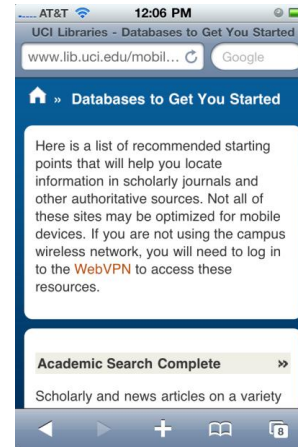 AT&T 12:06 PM
UCI Libraries - Databases to Get You Started
www.lib.uci.edu/mobil... Google
» Databases to Get You Started
Here is a list of recommended starting
points that will help you locate
information in scholarly journals and
other authoritative sources. Not all of
these sites may be optimized for mobile
devices. If you are not using the campus
wireless network, you will need to log in
to the WebVPN to access these
resources.
Academic Search Complete »
Scholarly and news articles on a variety
8